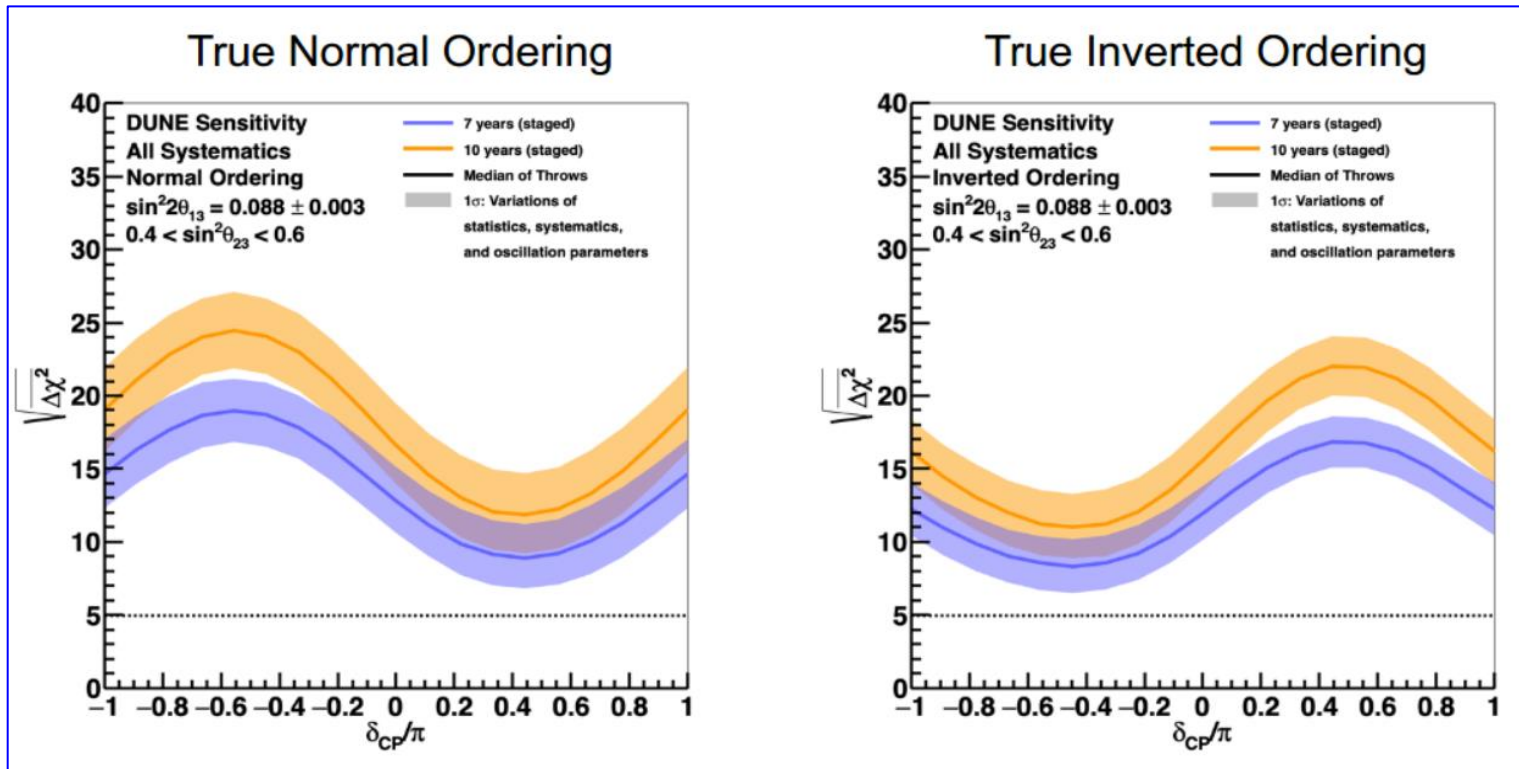 True Normal Ordering
40
35
30
25
20
15
10
5
0
√Δχ²
DUNE Sensitivity
All Systematics
Normal Ordering
sin²2θ₁₃ = 0.088 ± 0.003
0.4 < sin²θ₂₃ < 0.6
7 years (staged)
10 years (staged)
Median of Throws
1σ: Variations of
statistics, systematics,
and oscillation parameters
−1 −0.8 −0.6 −0.4 −0.2 0 0.2 0.4 0.6 0.8 1
δCP/π
True Inverted Ordering
40
35
30
25
20
15
10
5
0
√Δχ²
DUNE Sensitivity
All Systematics
Inverted Ordering
sin²2θ₁₃ = 0.088 ± 0.003
0.4 < sin²θ₂₃ < 0.6
7 years (staged)
10 years (staged)
Median of Throws
1σ: Variations of
statistics, systematics,
and oscillation parameters
−1 −0.8 −0.6 −0.4 −0.2 0 0.2 0.4 0.6 0.8 1
δCP/π